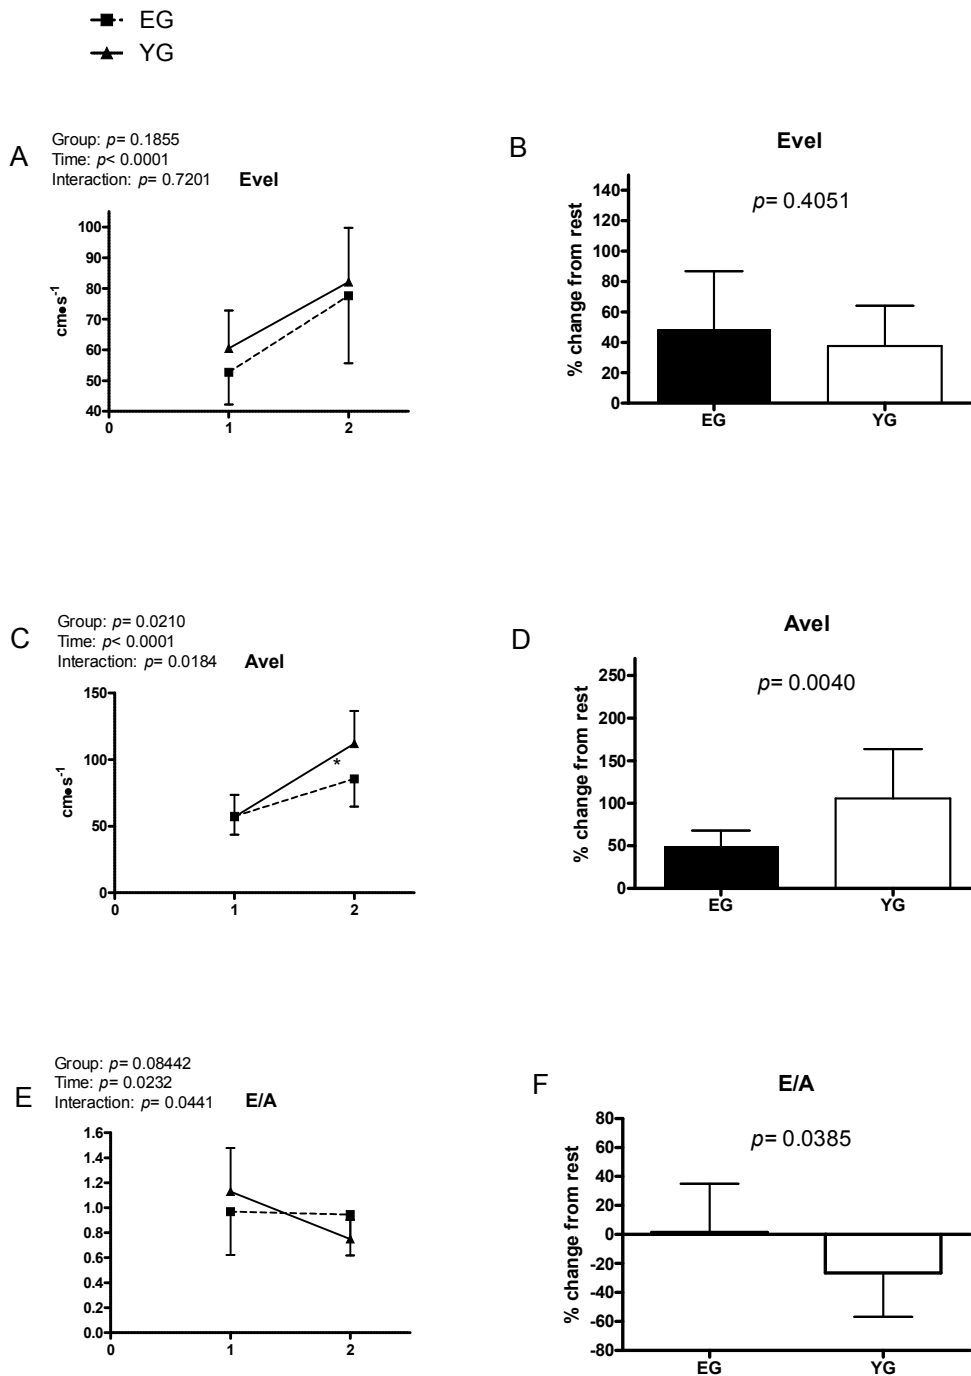 EG
YG
A
Group: p= 0.1855
Time: p< 0.0001
Interaction: p= 0.7201
Evel
cm●s⁻¹
100
90
80
70
60
50
40
0
1
2
B
Evel
p= 0.4051
% change from rest
140
120
100
80
60
40
20
0
EG
YG
C
Group: p= 0.0210
Time: p< 0.0001
Interaction: p= 0.0184
Avel
cm●s⁻¹
150
100
50
0
*
0
1
2
D
Avel
p= 0.0040
% change from rest
250
200
150
100
50
0
EG
YG
E
Group: p= 0.08442
Time: p= 0.0232
Interaction: p= 0.0441
E/A
1.6
1.4
1.2
1.0
0.8
0.6
0.4
0.2
0.0
0
1
2
F
E/A
p= 0.0385
% change from rest
80
60
40
20
0
-20
-40
-60
-80
EG
YG